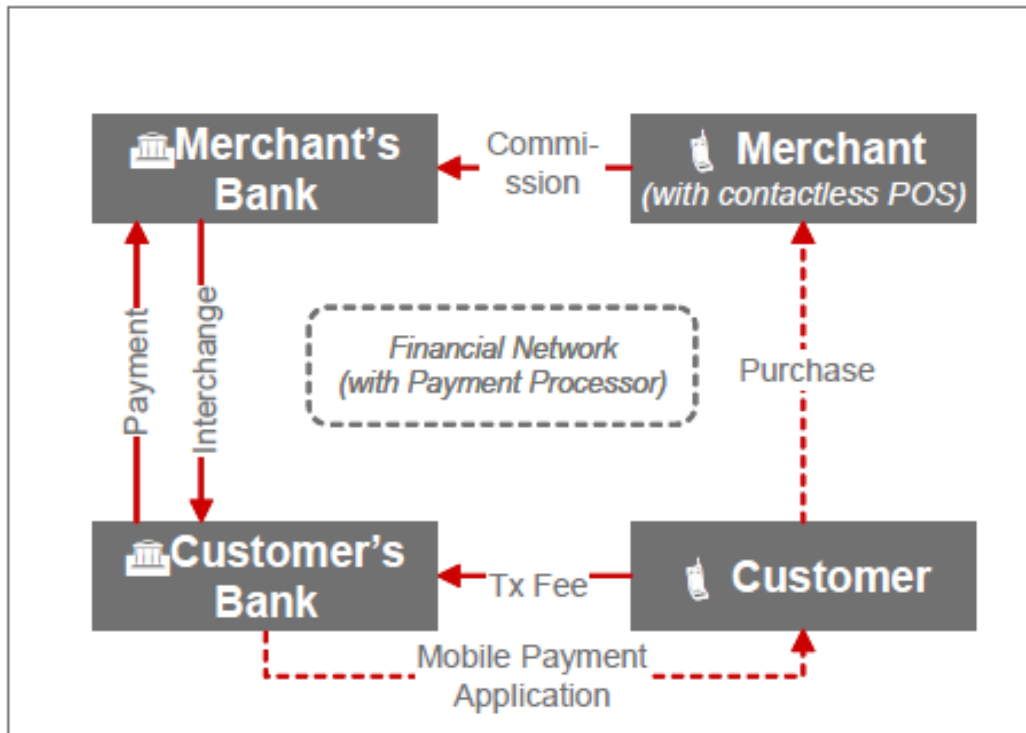 Merchant's
Bank
Commi-
ssion
Merchant
(with contactless POS)
Payment
Interchange
Financial Network
(with Payment Processor)
Purchase
Customer's
Bank
Tx Fee
Customer
Mobile Payment
Application